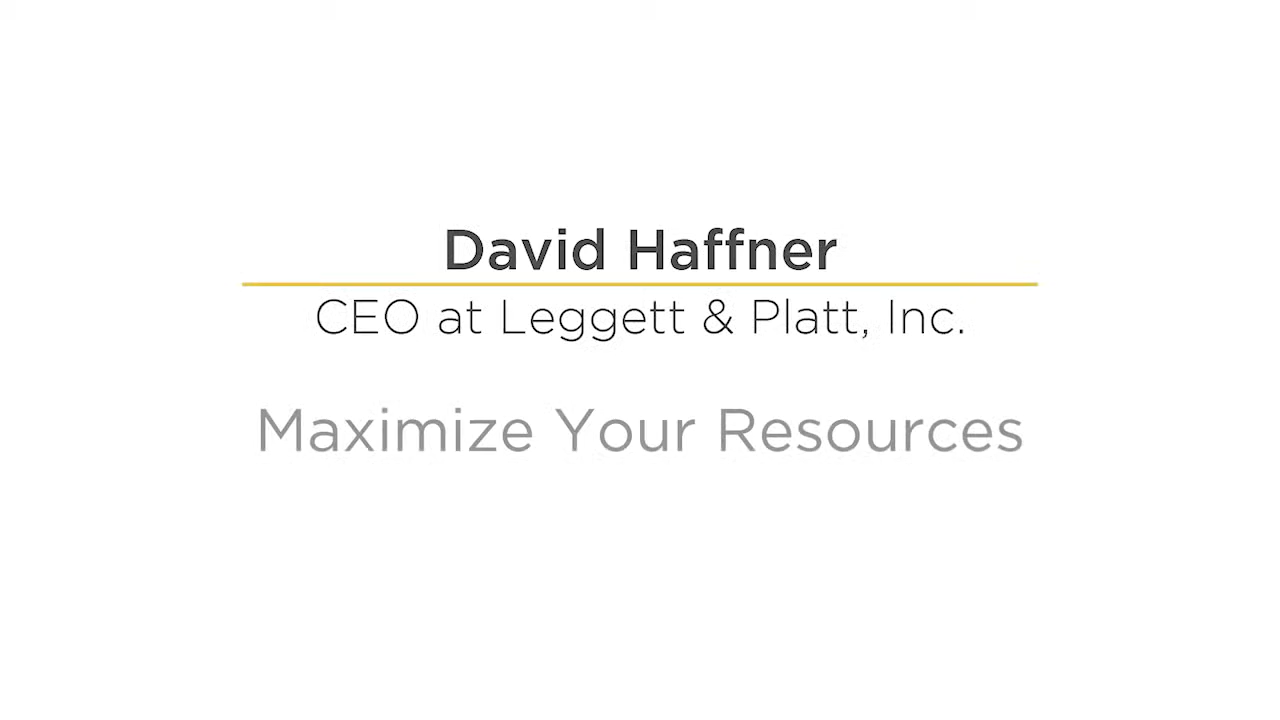 David Haffner
CEO at Leggett & Platt, Inc.
Maximize Your Resources